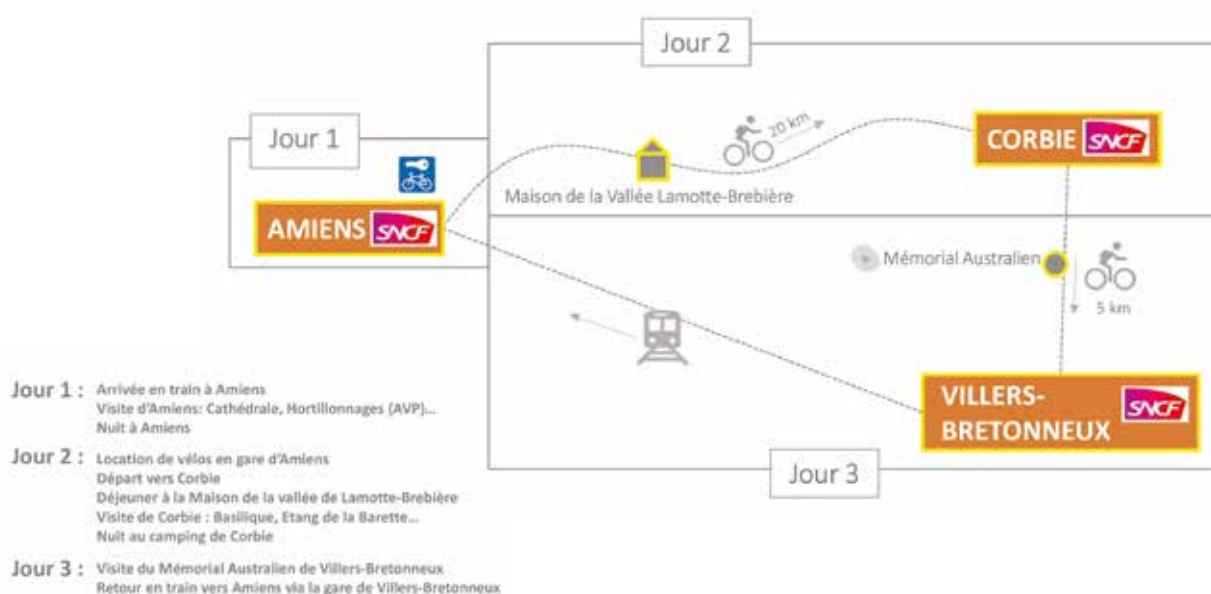 Jour 2
Jour 1
20 km
CORBIE SNCF
Maison de la Vallée Lamotte-Brebière
AMIENS SNCF
Mémorial Australien
5 km
VILLERS-
BRETONNEUX SNCF
Jour 3
Jour 1 : Arrivée en train à Amiens
Visite d'Amiens: Cathédrale, Hortillonnages (AVP)...
Nuit à Amiens
Jour 2 : Location de vélos en gare d'Amiens
Départ vers Corbie
Déjeuner à la Maison de la vallée de Lamotte-Brebière
Visite de Corbie : Basilique, Etang de la Barette...
Nuit au camping de Corbie
Jour 3 : Visite du Mémorial Australien de Villers-Bretonneux
Retour en train vers Amiens via la gare de Villers-Bretonneux